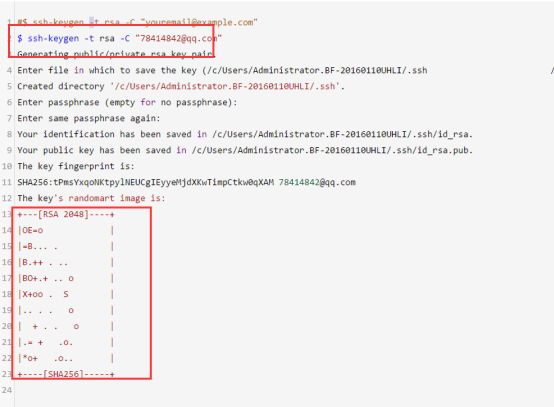 1 #$ ssh-keygen -t rsa -C "youremail@example.com"
2 $ ssh-keygen -t rsa -C "78414842@qq.com"
3 Generating public/private rsa key pair.
4 Enter file in which to save the key (/c/Users/Administrator.BF-20160110UHLI/.ssh /
5 Created directory '/c/Users/Administrator.BF-20160110UHLI/.ssh'.
6 Enter passphrase (empty for no passphrase):
7 Enter same passphrase again:
8 Your identification has been saved in /c/Users/Administrator.BF-20160110UHLI/.ssh/id_rsa.
9 Your public key has been saved in /c/Users/Administrator.BF-20160110UHLI/.ssh/id_rsa.pub.
10 The key fingerprint is:
11 SHA256:tPmsYxqoNKtpylNEUCgIEyyeMjdXKwTimpCtkw0qXAM 78414842@qq.com
12 The key's randomart image is:
13 +---[RSA 2048]----+
14 |OE=o |
15 |=B... . |
16 |B.++ . .. |
17 |BO+.+ .. o |
18 |X+oo . S |
19 |.. . . o |
20 | + . . o |
21 |.= + .o. |
22 |*o+ .o.. |
23 +----[SHA256]-----+
24